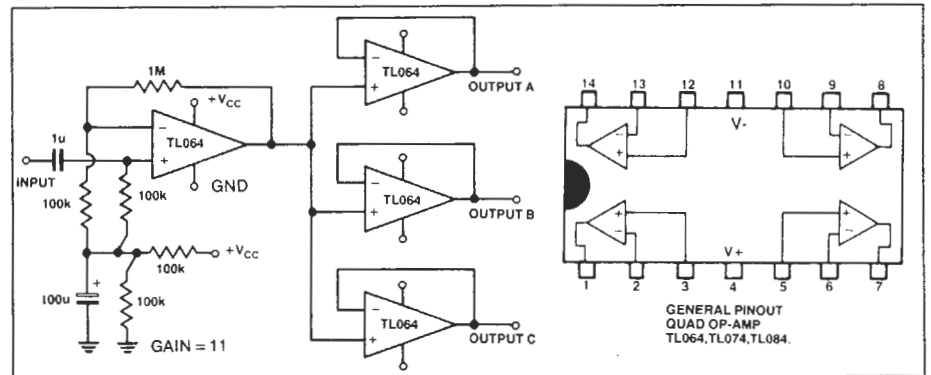 1M
+VCC
TL064
1u
INPUT
GND
100k
100k
+VCC
100k
+
100u
100k
GAIN = 11
TL064
OUTPUT A
TL064
OUTPUT B
TL064
OUTPUT C
14 13 12 11 10 9 8
V-
V+
1 2 3 4 5 6 7
GENERAL PINOUT
QUAD OP-AMP
TL064,TL074,TL084.